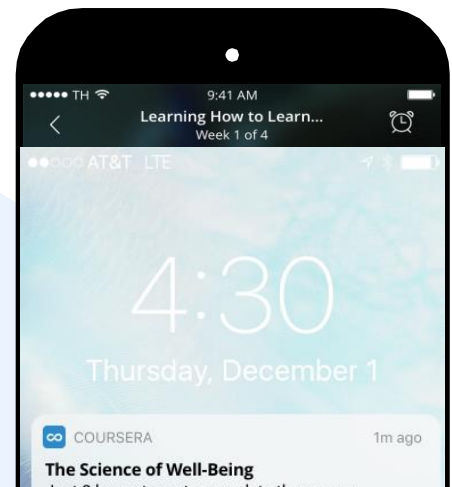 TH 9:41 AM
Learning How to Learn...
Week 1 of 4
AT&T LTE
4:30
Thursday, December 1
COURSERA 1m ago
The Science of Well-Being